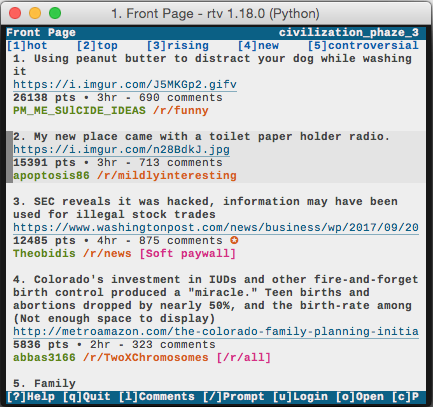 1. Front Page - rtv 1.18.0 (Python)
Front Page civilization_phaze_3
[1]hot [2]top [3]rising [4]new [5]controversial
1. Using peanut butter to distract your dog while washing
it
https://i.imgur.com/J5MKGp2.gifv
26138 pts • 3hr - 690 comments
PM_ME_SUlCIDE_IDEAS /r/funny
2. My new place came with a toilet paper holder radio.
https://i.imgur.com/n28BdkJ.jpg
15391 pts • 3hr - 713 comments
apoptosis86 /r/mildlyinteresting
3. SEC reveals it was hacked, information may have been
used for illegal stock trades
https://www.washingtonpost.com/news/business/wp/2017/09/20
12485 pts • 4hr - 875 comments ✪
Theobidis /r/news [Soft paywall]
4. Colorado's investment in IUDs and other fire-and-forget
birth control produced a "miracle." Teen births and
abortions dropped by nearly 50%, and the birth-rate among
(Not enough space to display)
http://metroamazon.com/the-colorado-family-planning-initia
5836 pts • 2hr - 323 comments
abbas3166 /r/TwoXChromosomes [/r/all]
5. Family
[?]Help [q]Quit [l]Comments [/]Prompt [u]Login [o]Open [c]P